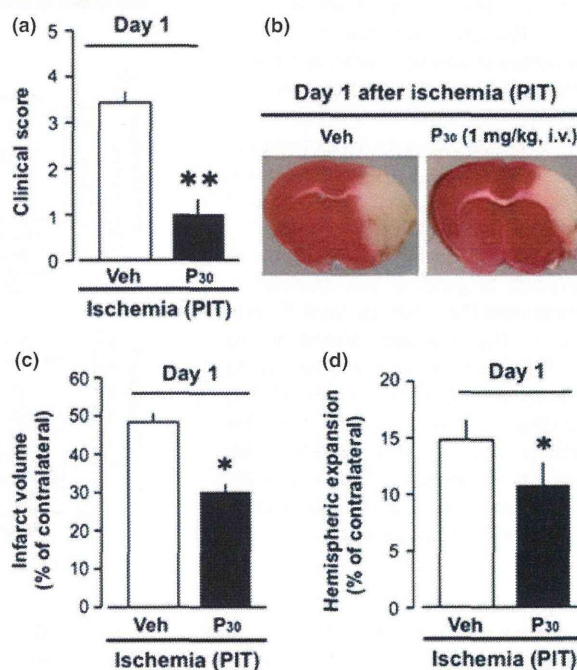 (a)
Day 1
Clinical score
5
4
3
2
1
0
**
Veh P30
Ischemia (PIT)
(b)
Day 1 after ischemia (PIT)
Veh P30 (1 mg/kg, i.v.)
(c)
Day 1
Infarct volume
(% of contralateral)
60
50
40
30
20
10
0
*
Veh P30
Ischemia (PIT)
(d)
Day 1
Hemispheric expansion
(% of contralateral)
20
15
10
5
0
*
Veh P30
Ischemia (PIT)